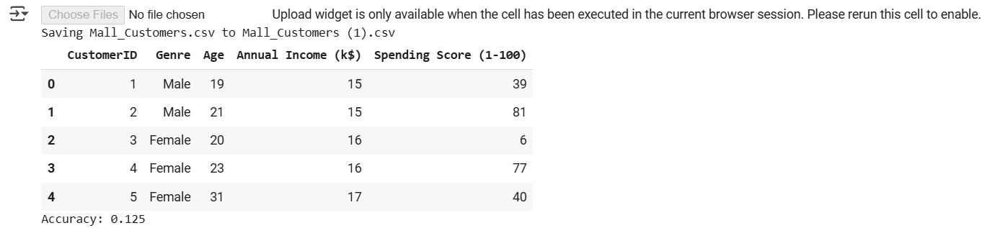 Choose Files No file chosen Upload widget is only available when the cell has been executed in the current browser session. Please rerun this cell to enable.
Saving Mall_Customers.csv to Mall_Customers (1).csv
CustomerID Genre Age Annual Income (k$) Spending Score (1-100)
0 1 Male 19 15 39
1 2 Male 21 15 81
2 3 Female 20 16 6
3 4 Female 23 16 77
4 5 Female 31 17 40
Accuracy: 0.125